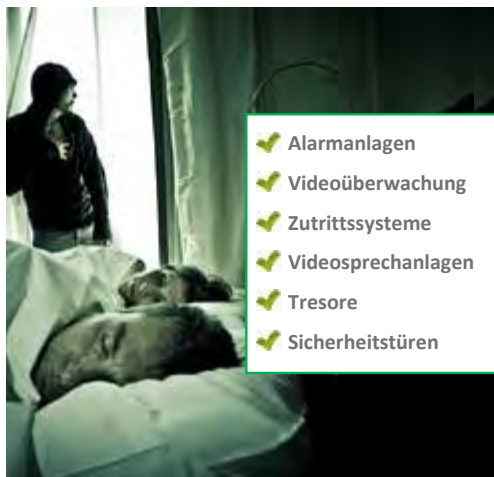 Alarmanlagen
Videoüberwachung
Zutrittssysteme
Videosprechanlagen
Tresore
Sicherheitstüren